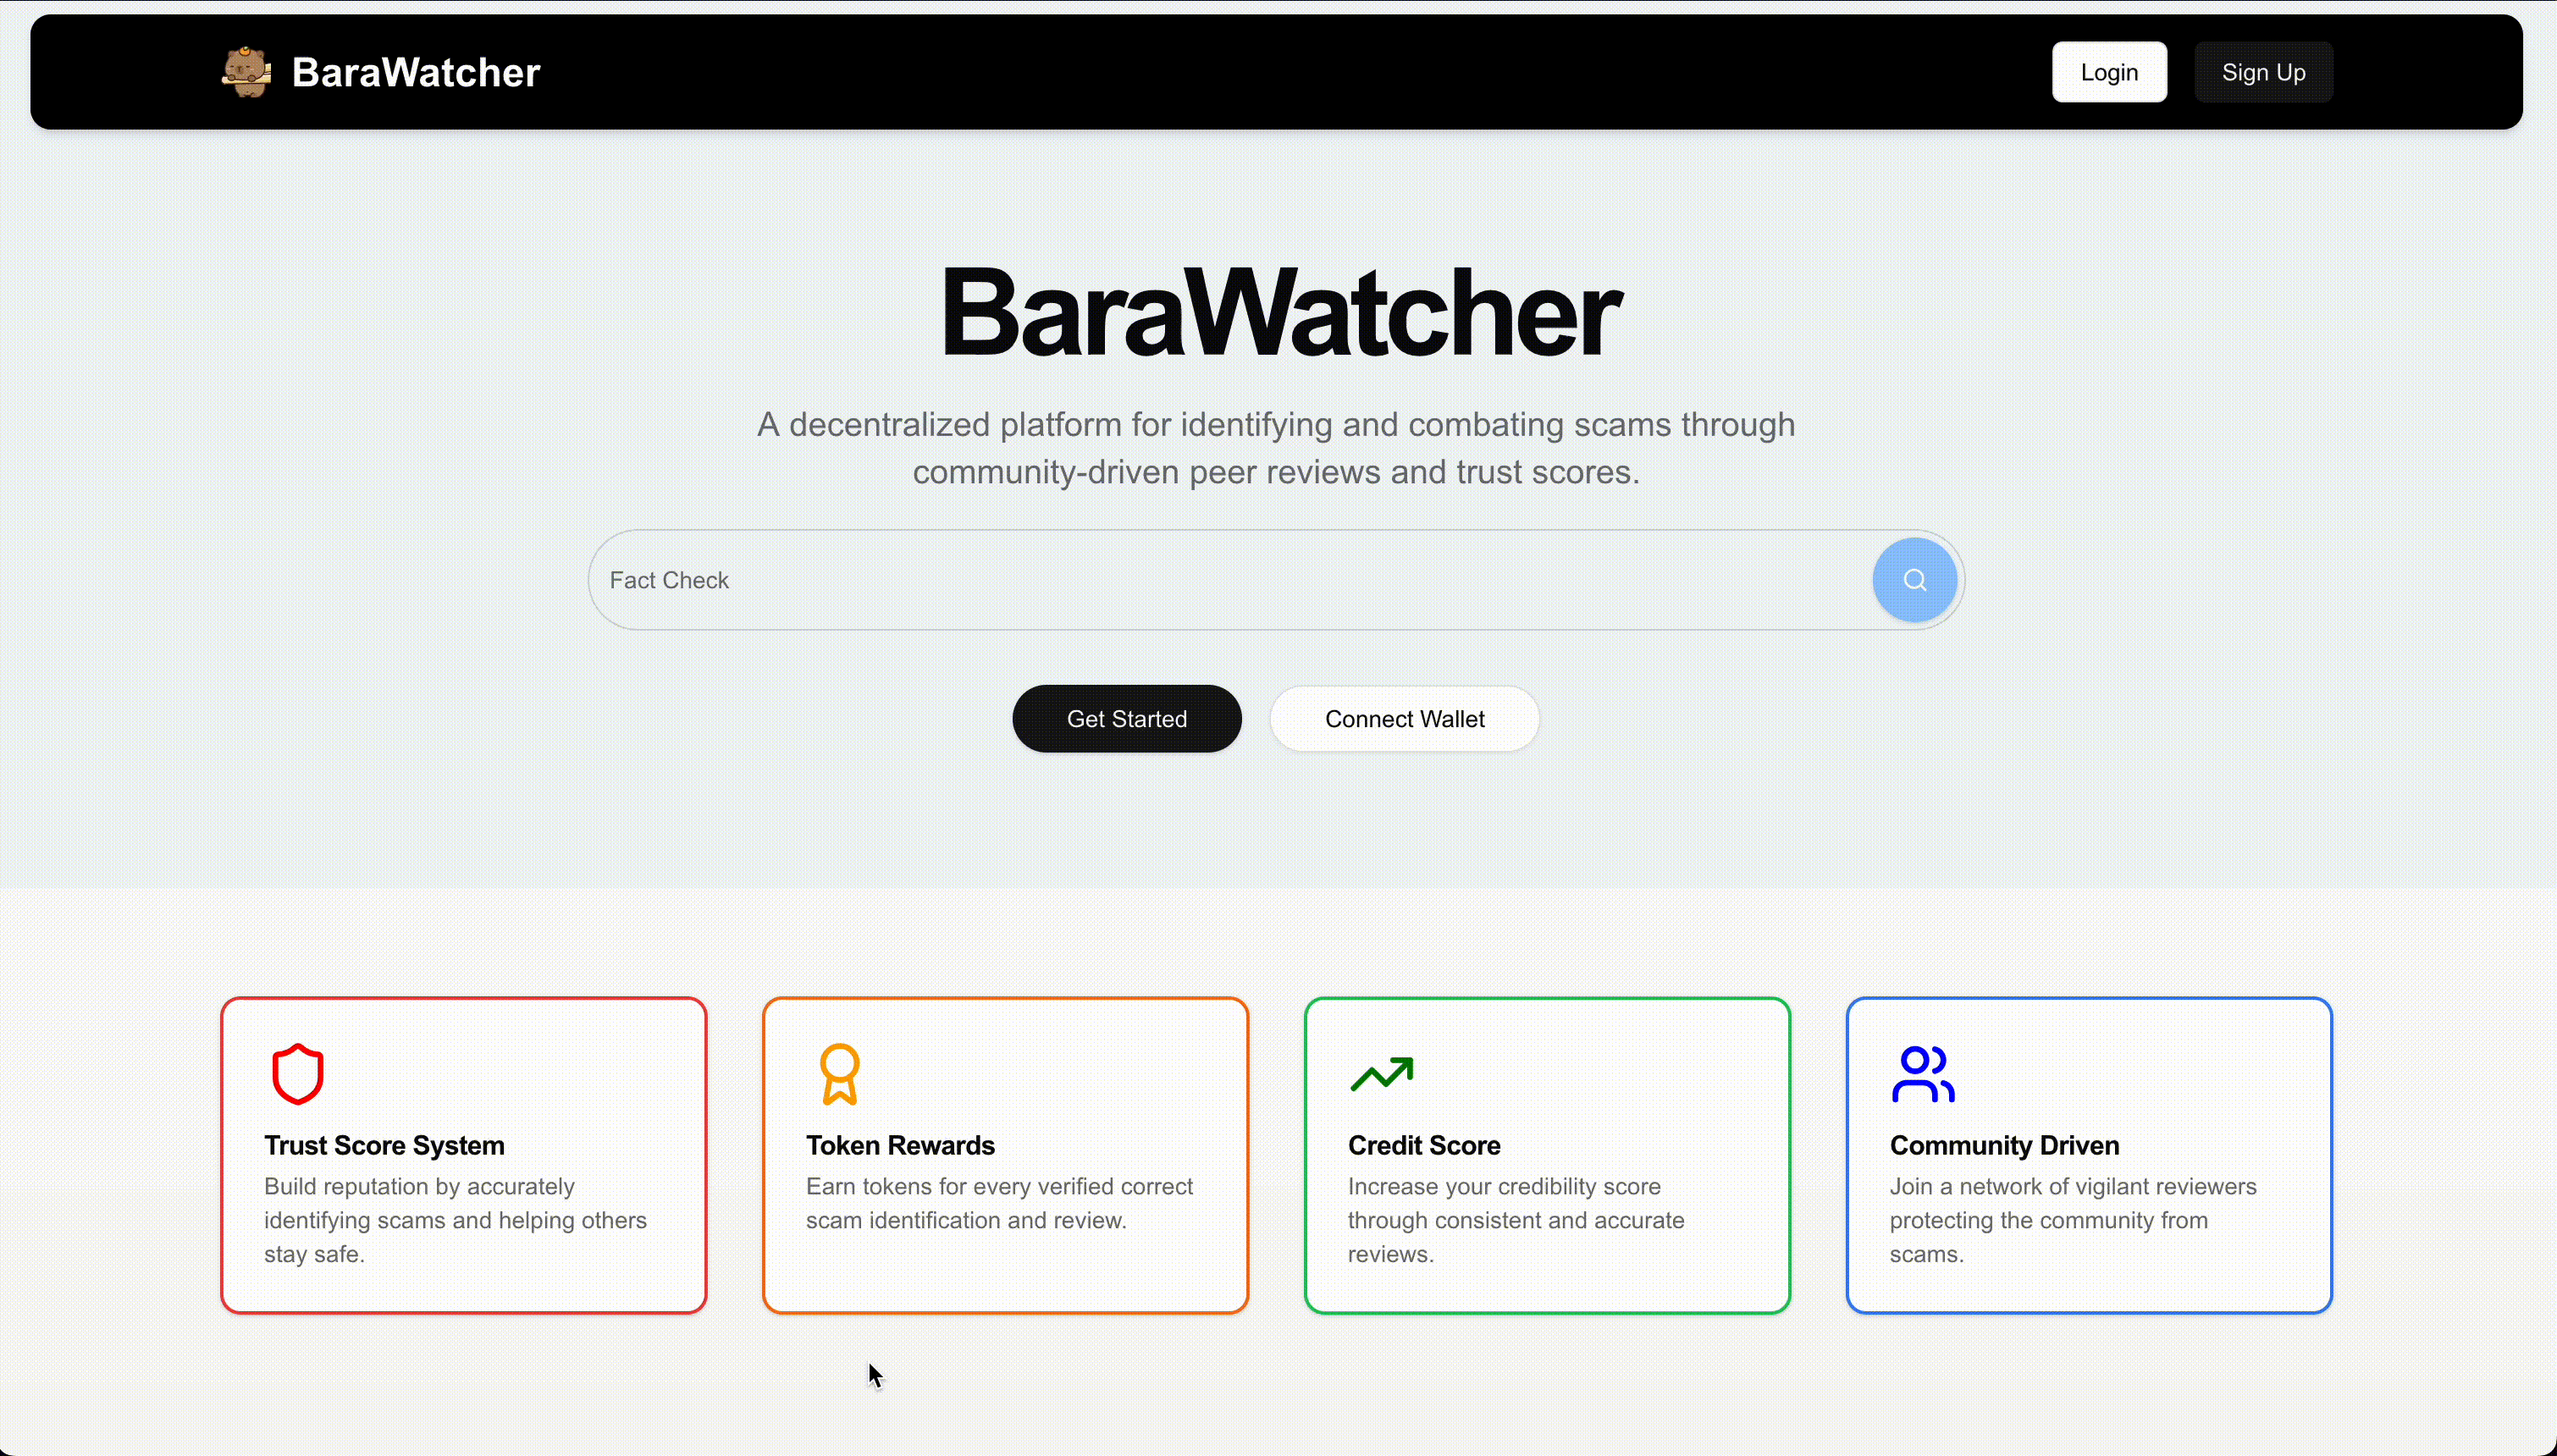 BaraWatcher
Login
Sign Up
BaraWatcher
A decentralized platform for identifying and combating scams through
community-driven peer reviews and trust scores.
Fact Check
Get Started
Connect Wallet
Trust Score System
Build reputation by accurately
identifying scams and helping others
stay safe.
Token Rewards
Earn tokens for every verified correct
scam identification and review.
Credit Score
Increase your credibility score
through consistent and accurate
reviews.
Community Driven
Join a network of vigilant reviewers
protecting the community from
scams.